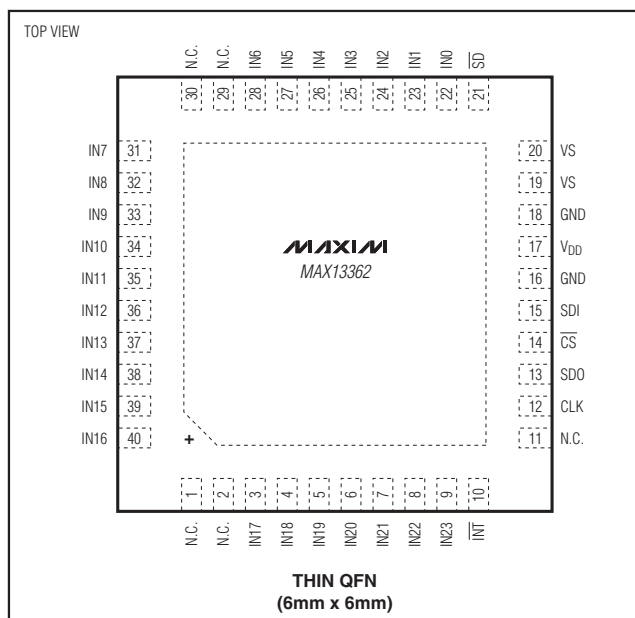 TOP VIEW
N.C. N.C. IN6 IN5 IN4 IN3 IN2 IN1 IN0 S̅D̅
30 29 28 27 26 25 24 23 22 21
IN7 31 20 VS
IN8 32 19 VS
IN9 33 18 GND
IN10 34 MAXIM 17 VDD
MAX13362
IN11 35 16 GND
IN12 36 15 SDI
IN13 37 14 C̅S̅
IN14 38 13 SDO
IN15 39 12 CLK
IN16 40 + 11 N.C.
1 2 3 4 5 6 7 8 9 10
N.C. N.C. IN17 IN18 IN19 IN20 IN21 IN22 IN23 I̅N̅T̅
THIN QFN
(6mm x 6mm)